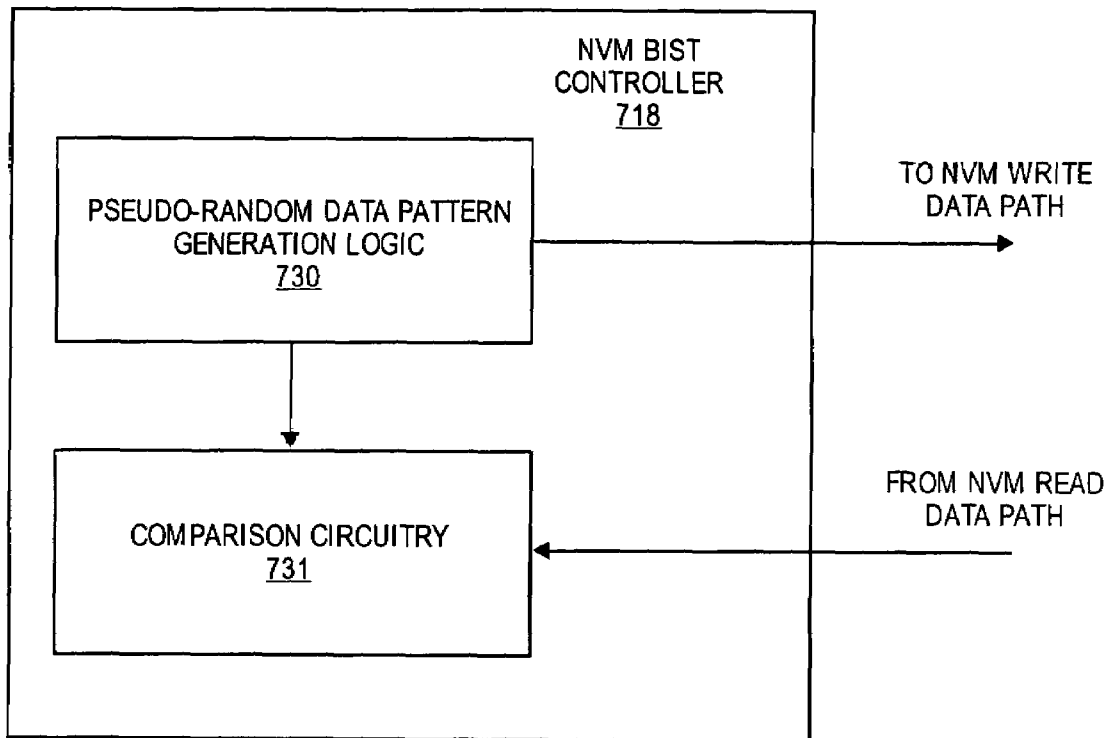 NVM BIST
CONTROLLER
718
PSEUDO-RANDOM DATA PATTERN
GENERATION LOGIC
730
TO NVM WRITE
DATA PATH
COMPARISON CIRCUITRY
731
FROM NVM READ
DATA PATH